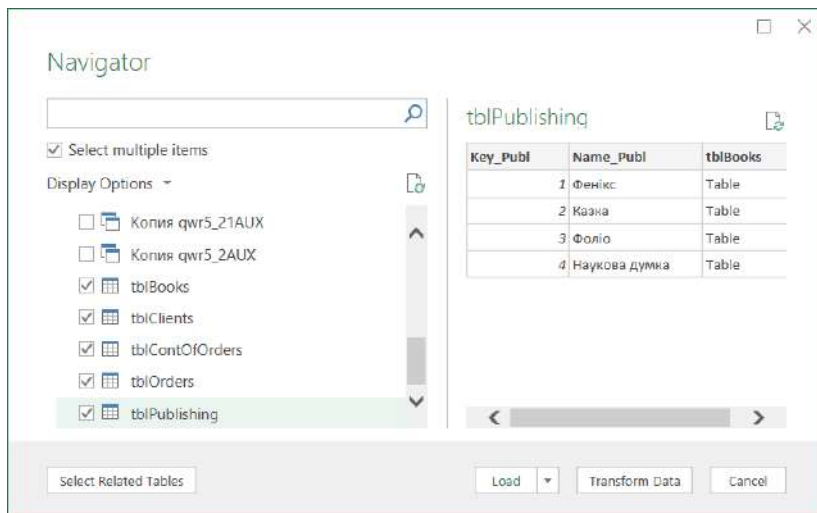 Navigator
Select multiple items
Display Options
Копия qwr5_21AUX
Копия qwr5_2AUX
tblBooks
tblClients
tblContOfOrders
tblOrders
tblPublishing
tblPublishing
Key_Publ Name_Publ tblBooks
1 Фенікс Table
2 Казка Table
3 Фоліо Table
4 Наукова думка Table
Select Related Tables Load Transform Data Cancel